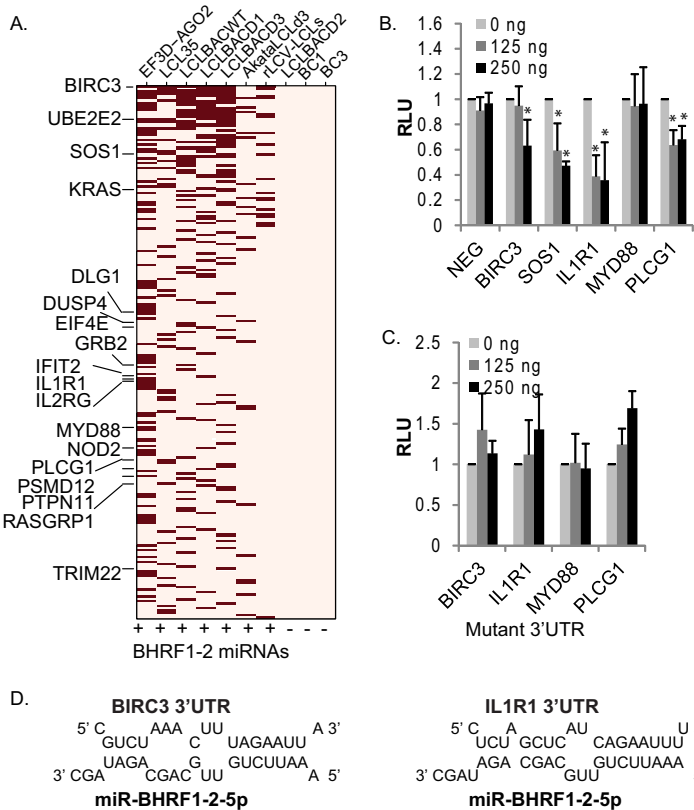 A.
EF3D-AGO2
LCL35
LCLBACWT
LCLBACD1
LCLBACD3
AkataLCLd3
rLCV-LCLs
LCLBACD2
BC1
BC3
BIRC3
UBE2E2
SOS1
KRAS
DLG1
DUSP4
EIF4E
GRB2
IFIT2
IL1R1
IL2RG
MYD88
NOD2
PLCG1
PSMD12
PTPN11
RASGRP1
TRIM22
+ + + + + + + - - -
BHRF1-2 miRNAs
B.
0 ng
125 ng
250 ng
RLU
1.6
1.4
1.2
1
0.8
0.6
0.4
0.2
0
* * * * * * *
NEG
BIRC3
SOS1
IL1R1
MYD88
PLCG1
C.
0 ng
125 ng
250 ng
RLU
2.5
2
1.5
1
0.5
0
BIRC3
IL1R1
MYD88
PLCG1
Mutant 3'UTR
D.
BIRC3 3'UTR
5' C AAA UU A 3'
GUCU C UAGAAUUU
UAGA G GUCUUAA
3' CGA CGAC UU A 5'
miR-BHRF1-2-5p
IL1R1 3'UTR
5' C A AU U
UCU GCUC CAGAAUUU
AGA CGAC GUCUUAAA
3' CGAU GUU
miR-BHRF1-2-5p